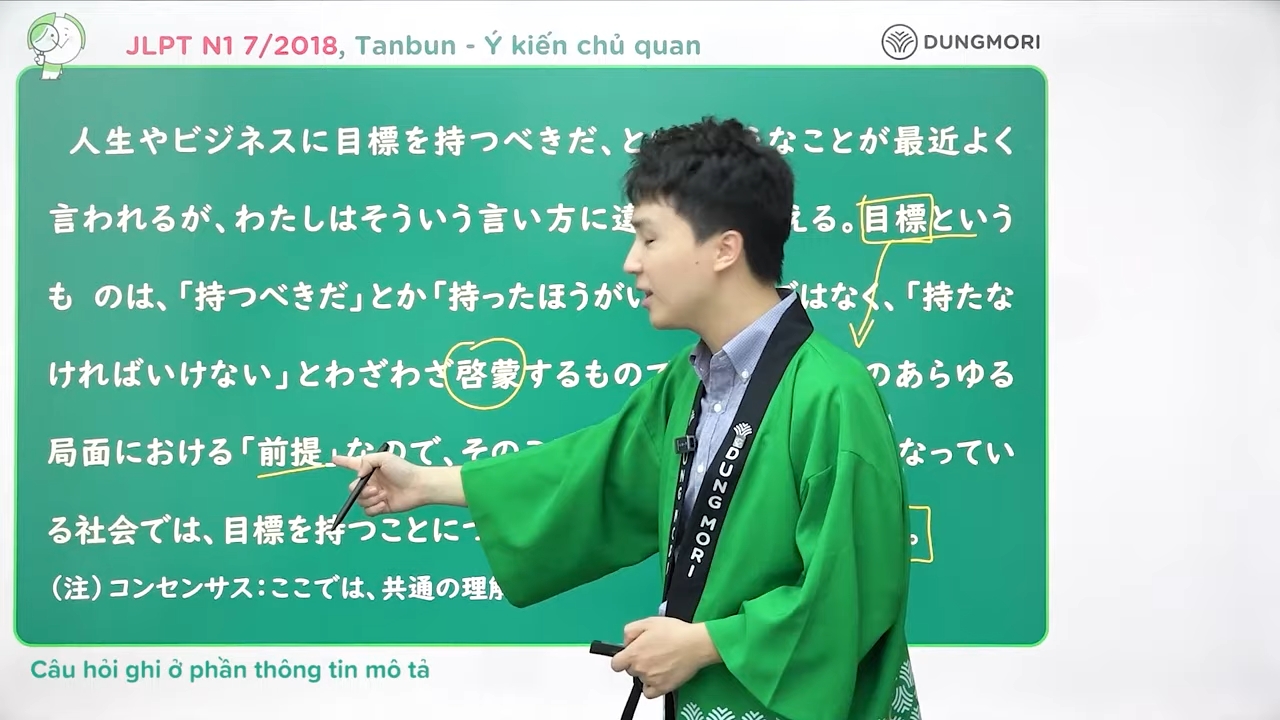 JLPT N1 7/2018, Tanbun - Ý kiến chủ quan
DUNGMORI
人生やビジネスに目標を持つべきだ、と なことが最近よく
言われるが、わたしはそういう言い方に える。目標という
も のは、「持つべきだ」とか「持ったほうが はなく、「持たな
ければいけない」とわざわざ啓蒙するもの のあらゆる
局面における「前提」なので、その なってい
る社会では、目標を持つことに 。
（注）コンセンサス：ここでは、共通の理解
DUNG MORI
Câu hỏi ghi ở phần thông tin mô tả